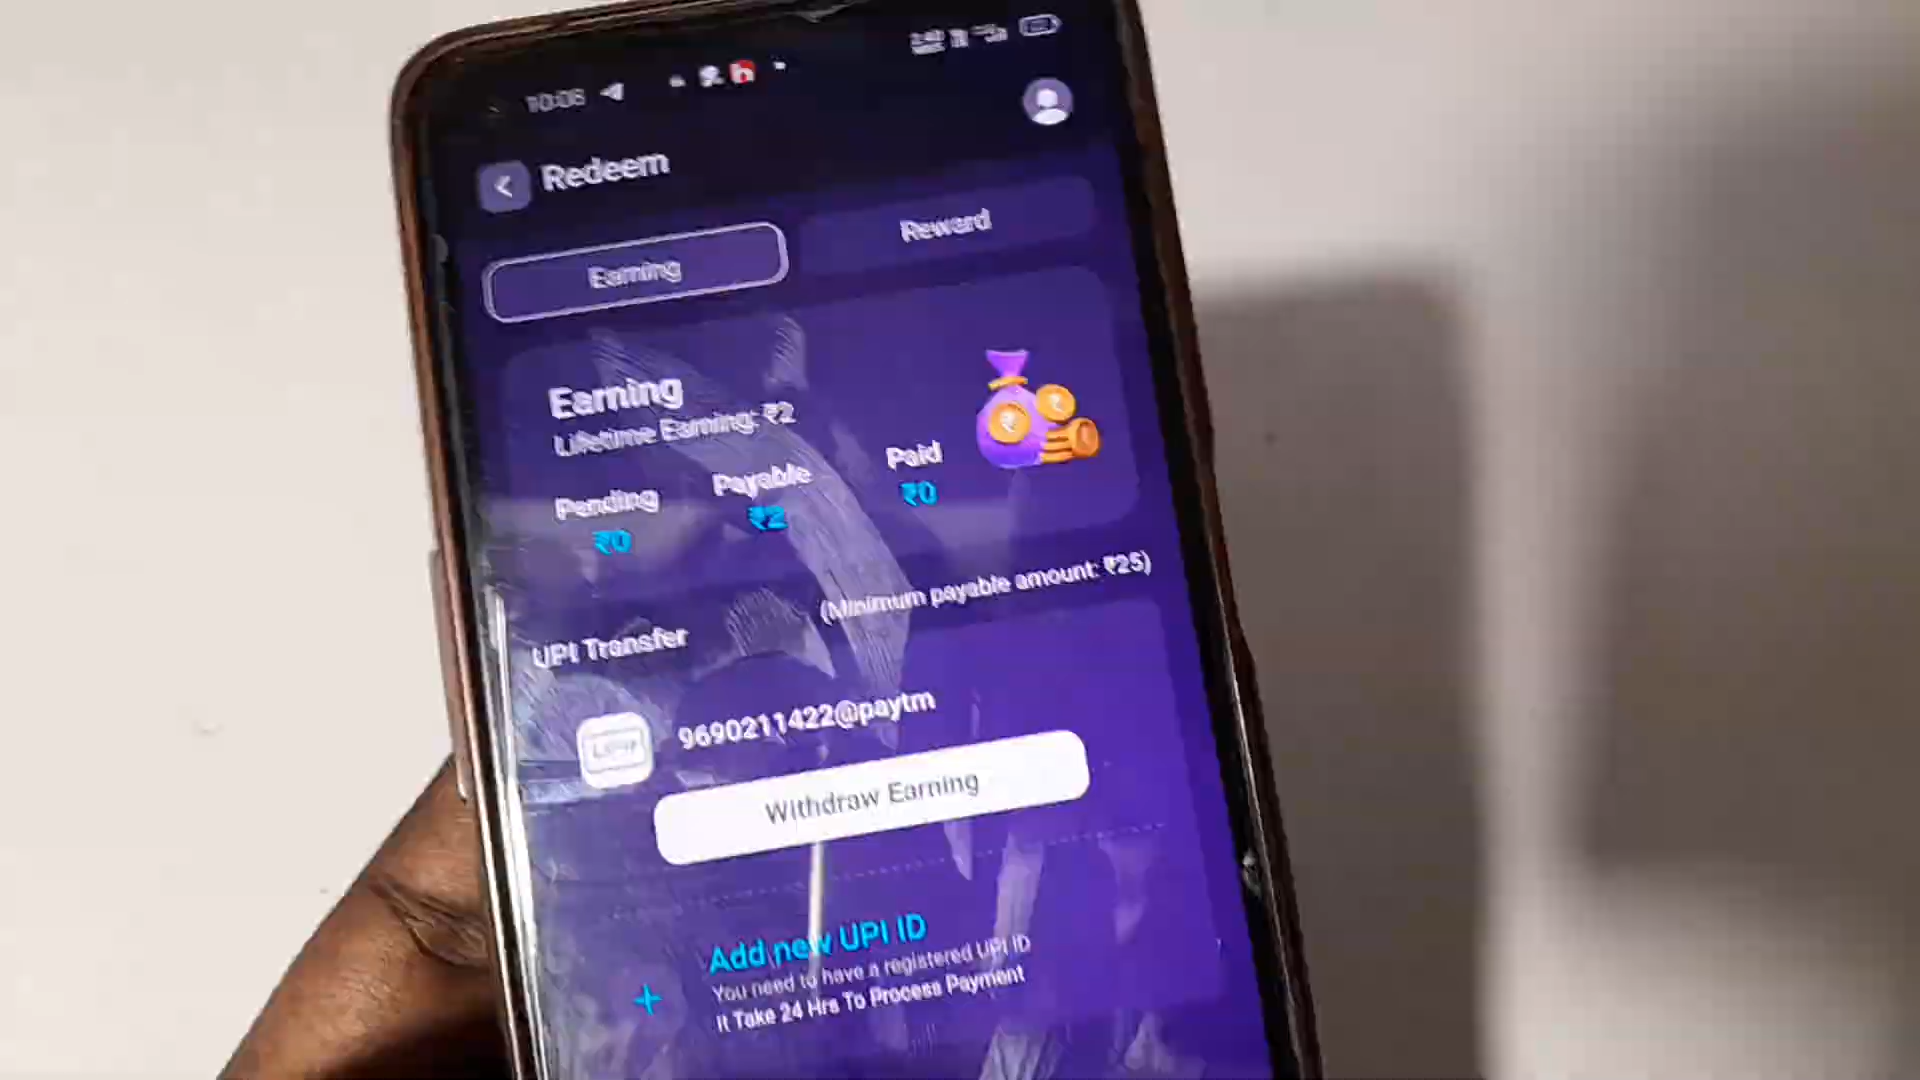 10:08
Redeem
Earning
Reward
Earning
Lifetime Earning: ₹2
Pending
Payable
Paid
₹0
₹2
₹0
(Minimum payable amount: ₹25)
UPI Transfer
9690211422@paytm
Withdraw Earning
Add new UPI ID
You need to have a registered UPI ID
It Take 24 Hrs To Process Payment